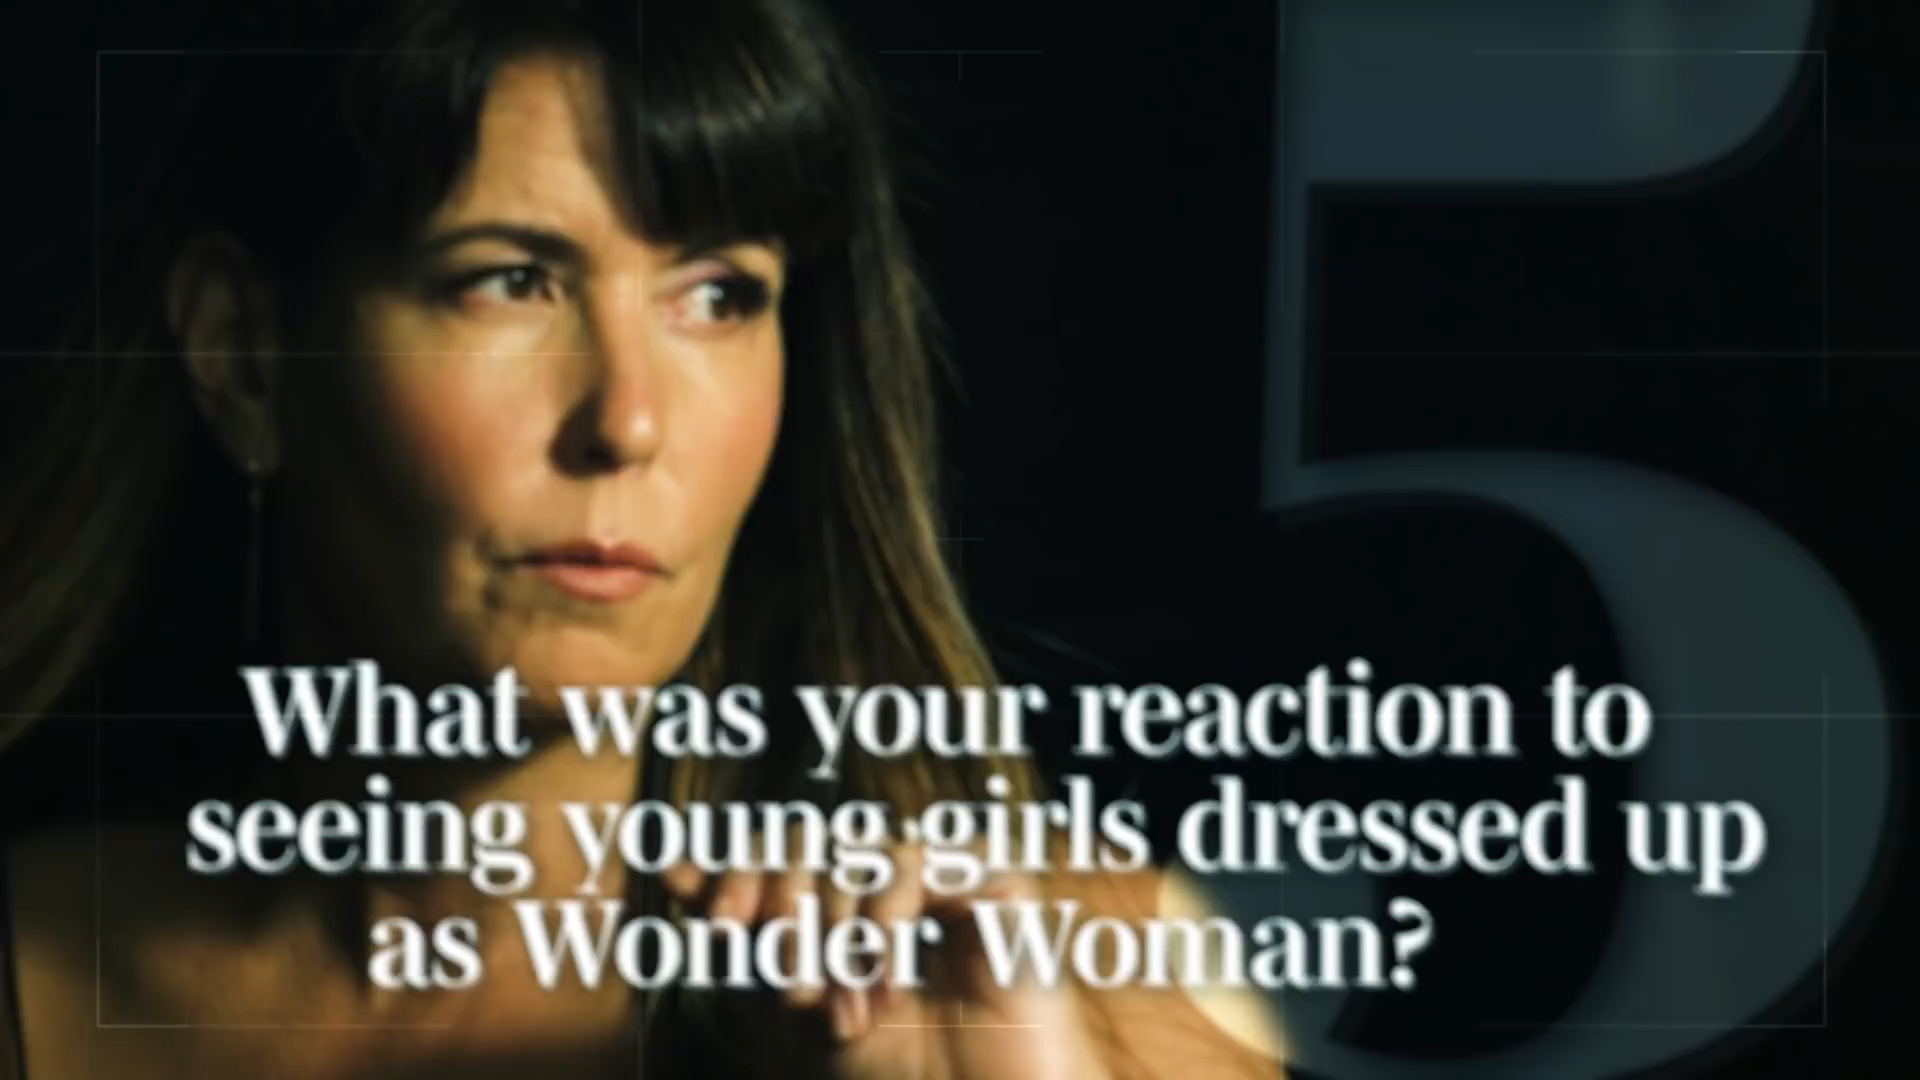 5
What was your reaction to
seeing young girls dressed up
as Wonder Woman?